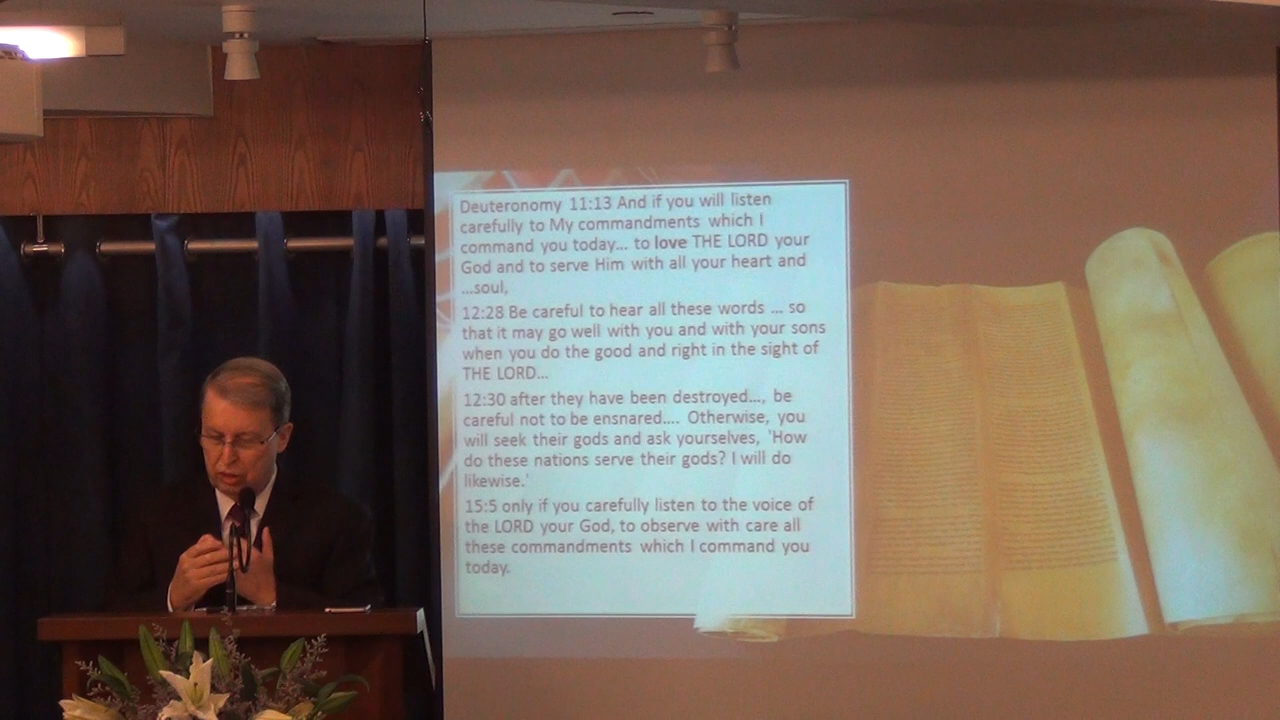 Deuteronomy 11:13 And if you will listen
carefully to My commandments which I
command you today... to love THE LORD your
God and to serve Him with all your heart and
...soul,
12:28 Be careful to hear all these words ... so
that it may go well with you and with your sons
when you do the good and right in the sight of
THE LORD...
12:30 after they have been destroyed..., be
careful not to be ensnared.... Otherwise, you
will seek their gods and ask yourselves, 'How
do these nations serve their gods? I will do
likewise.'
15:5 only if you carefully listen to the voice of
the LORD your God, to observe with care all
these commandments which I command you
today.